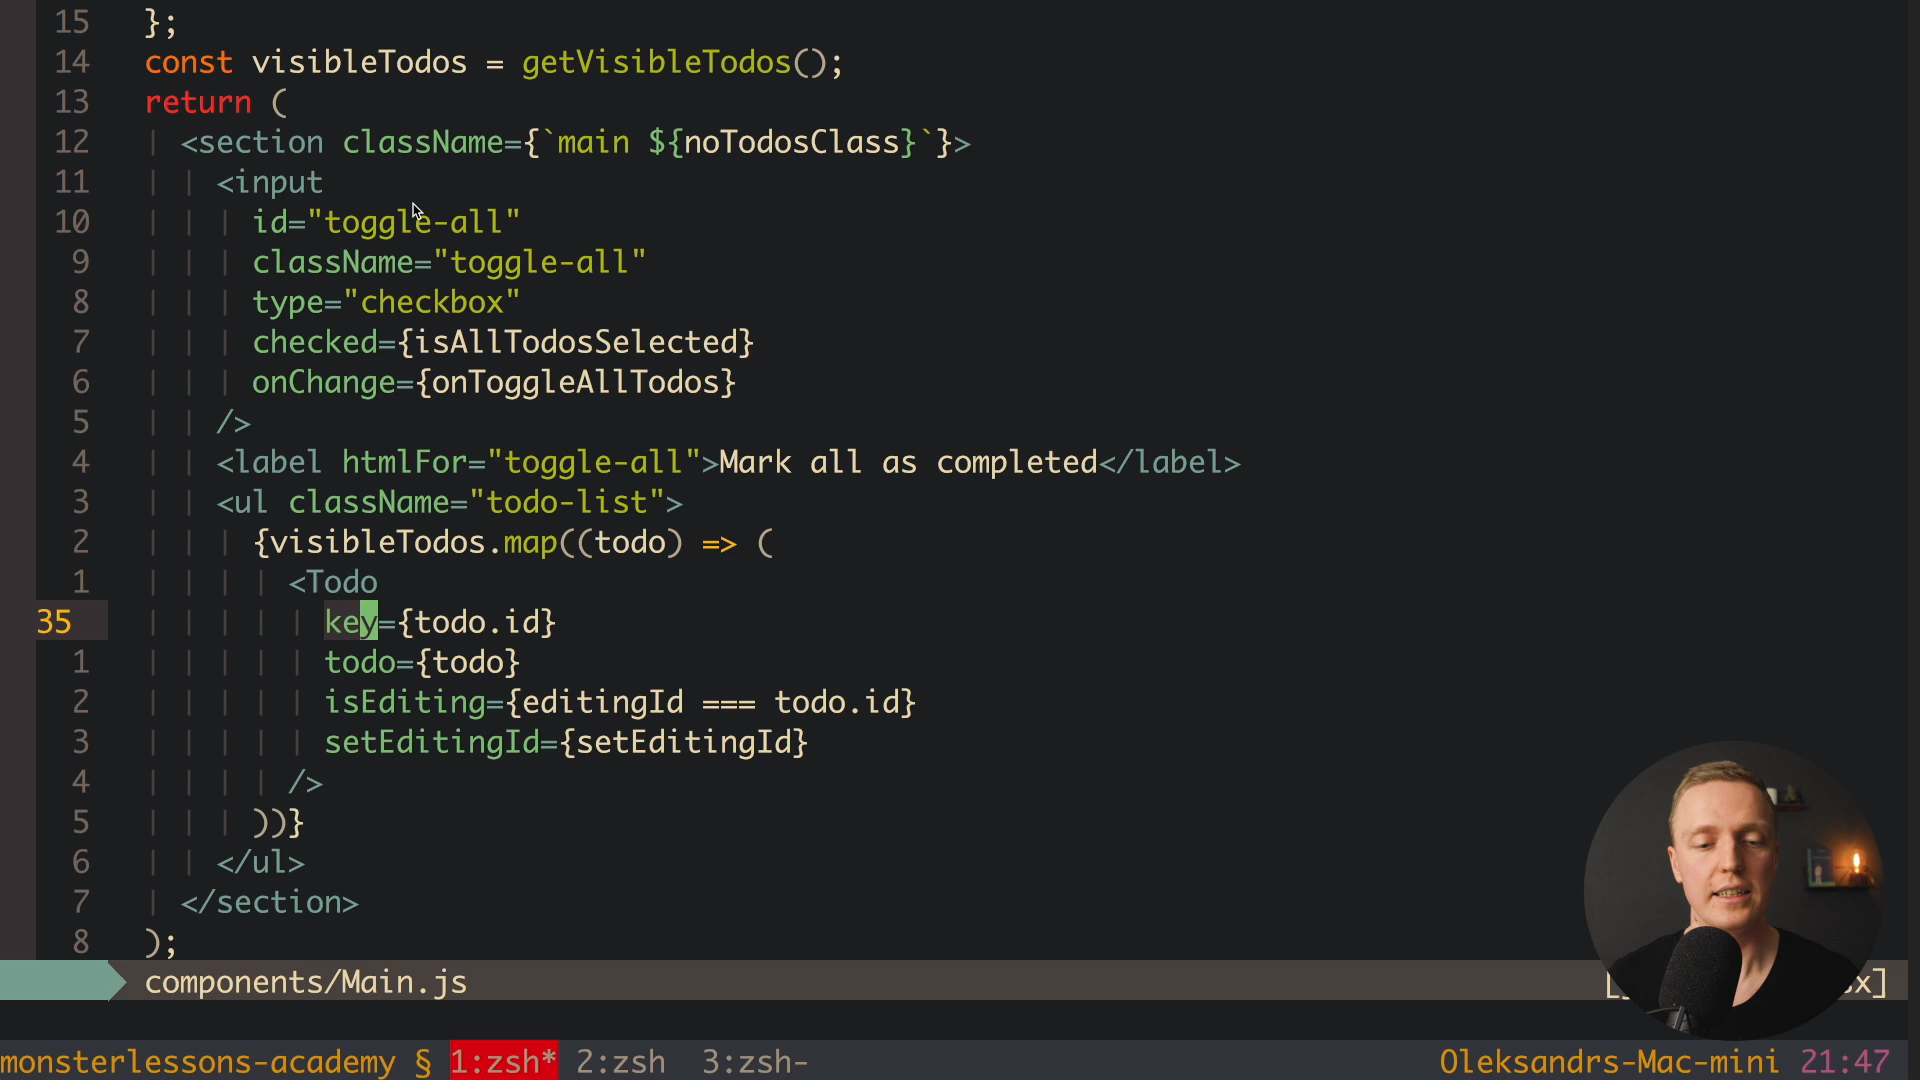 15 };
14 const visibleTodos = getVisibleTodos();
13 return (
12 <section className={`main ${noTodosClass}`}>
11 <input
10 id="toggle-all"
9 className="toggle-all"
8 type="checkbox"
7 checked={isAllTodosSelected}
6 onChange={onToggleAllTodos}
5 />
4 <label htmlFor="toggle-all">Mark all as completed</label>
3 <ul className="todo-list">
2 {visibleTodos.map((todo) => (
1 <Todo
35 key={todo.id}
1 todo={todo}
2 isEditing={editingId === todo.id}
3 setEditingId={setEditingId}
4 />
5 ))}
6 </ul>
7 </section>
8 );
components/Main.js
monsterlessons-academy § 1:zsh* 2:zsh 3:zsh- Oleksandrs-Mac-mini 21:47